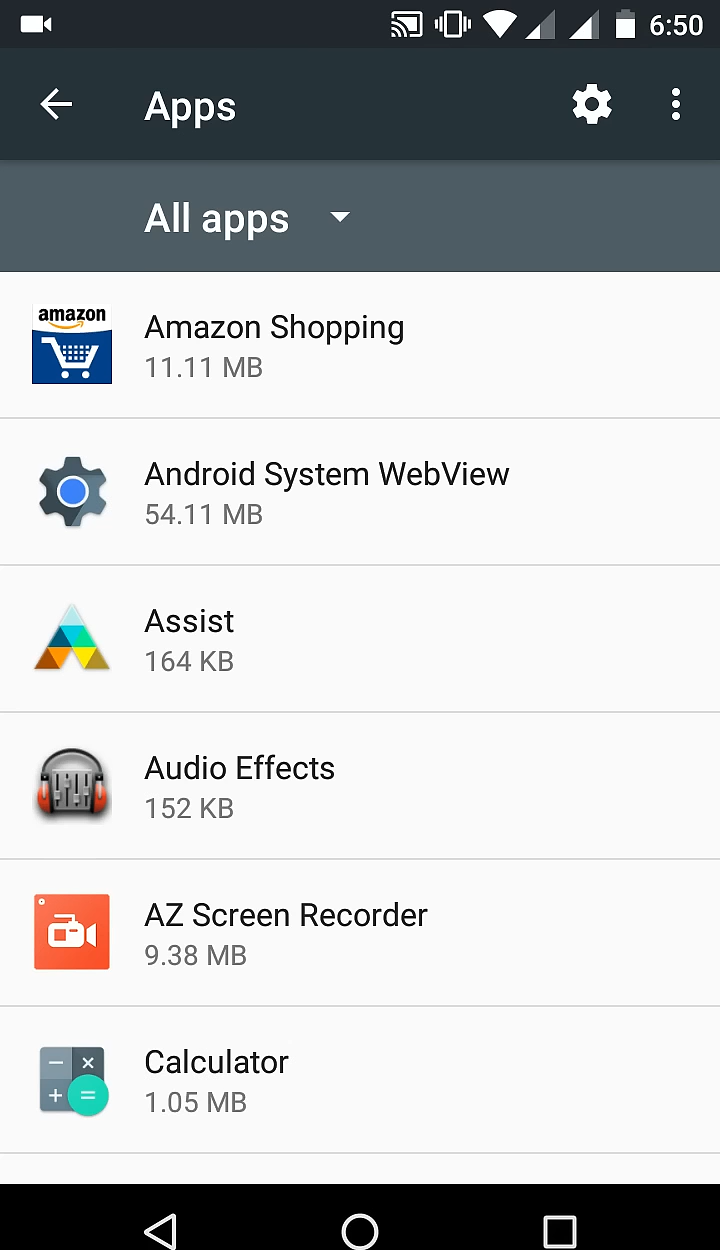 6:50
Apps
All apps
amazon
Amazon Shopping
11.11 MB
Android System WebView
54.11 MB
Assist
164 KB
Audio Effects
152 KB
AZ Screen Recorder
9.38 MB
Calculator
1.05 MB